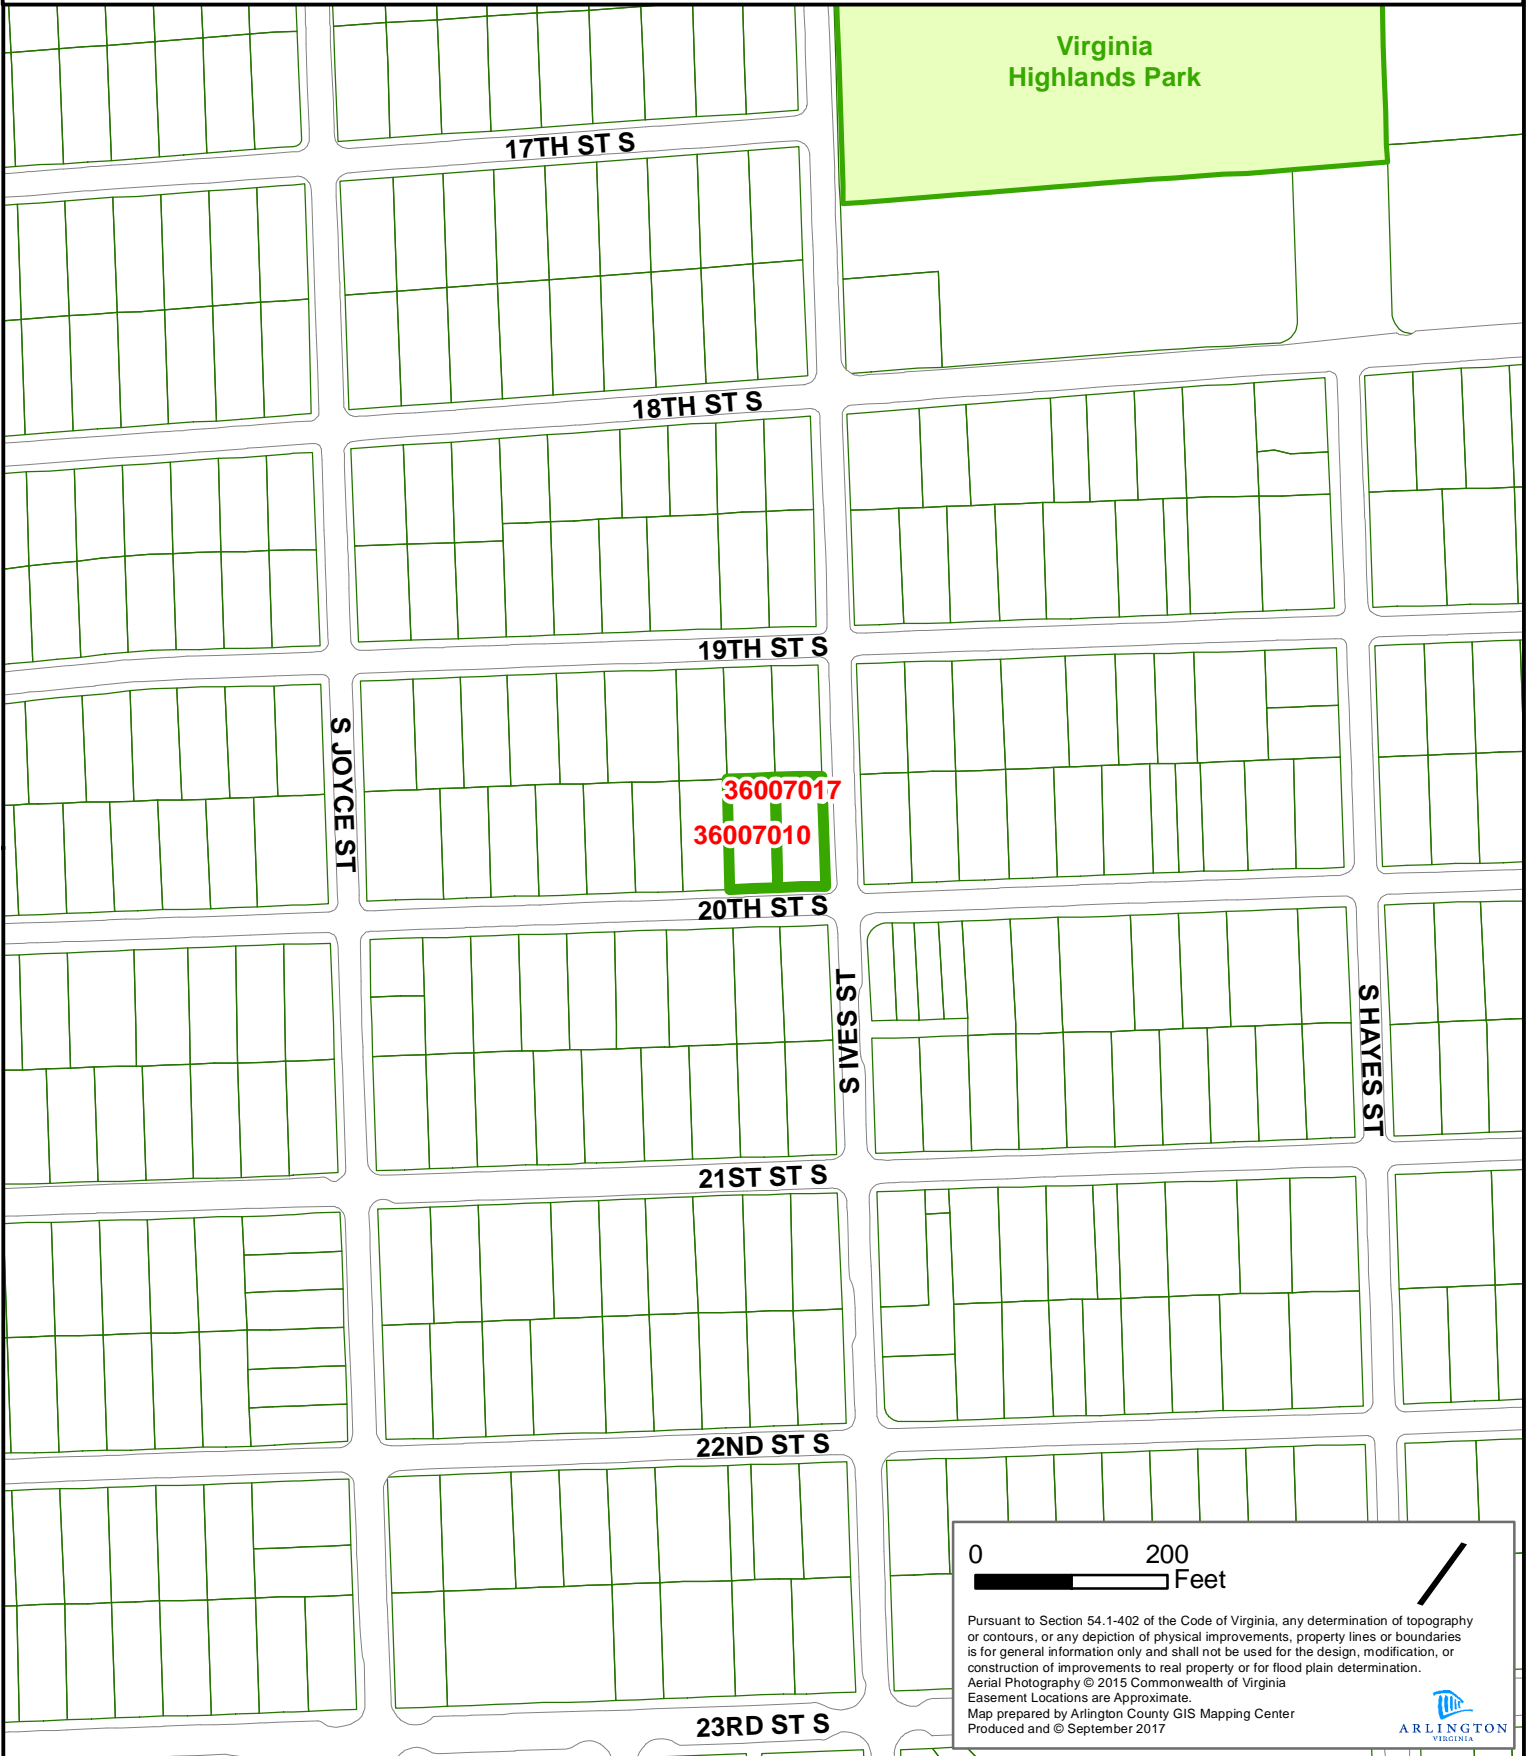 Virginia
Highlands Park
17TH ST S
18TH ST S
19TH ST S
S JOYCE ST
36007017
36007010
20TH ST S
S IVES ST
S HAYES ST
21ST ST S
22ND ST S
0 200
Feet
Pursuant to Section 54.1-402 of the Code of Virginia, any determination of topography
or contours, or any depiction of physical improvements, property lines or boundaries
is for general information only and shall not be used for the design, modification, or
construction of improvements to real property or for flood plain determination.
Aerial Photography © 2015 Commonwealth of Virginia
Easement Locations are Approximate.
Map prepared by Arlington County GIS Mapping Center
Produced and © September 2017
ARLINGTON
VIRGINIA
23RD ST S